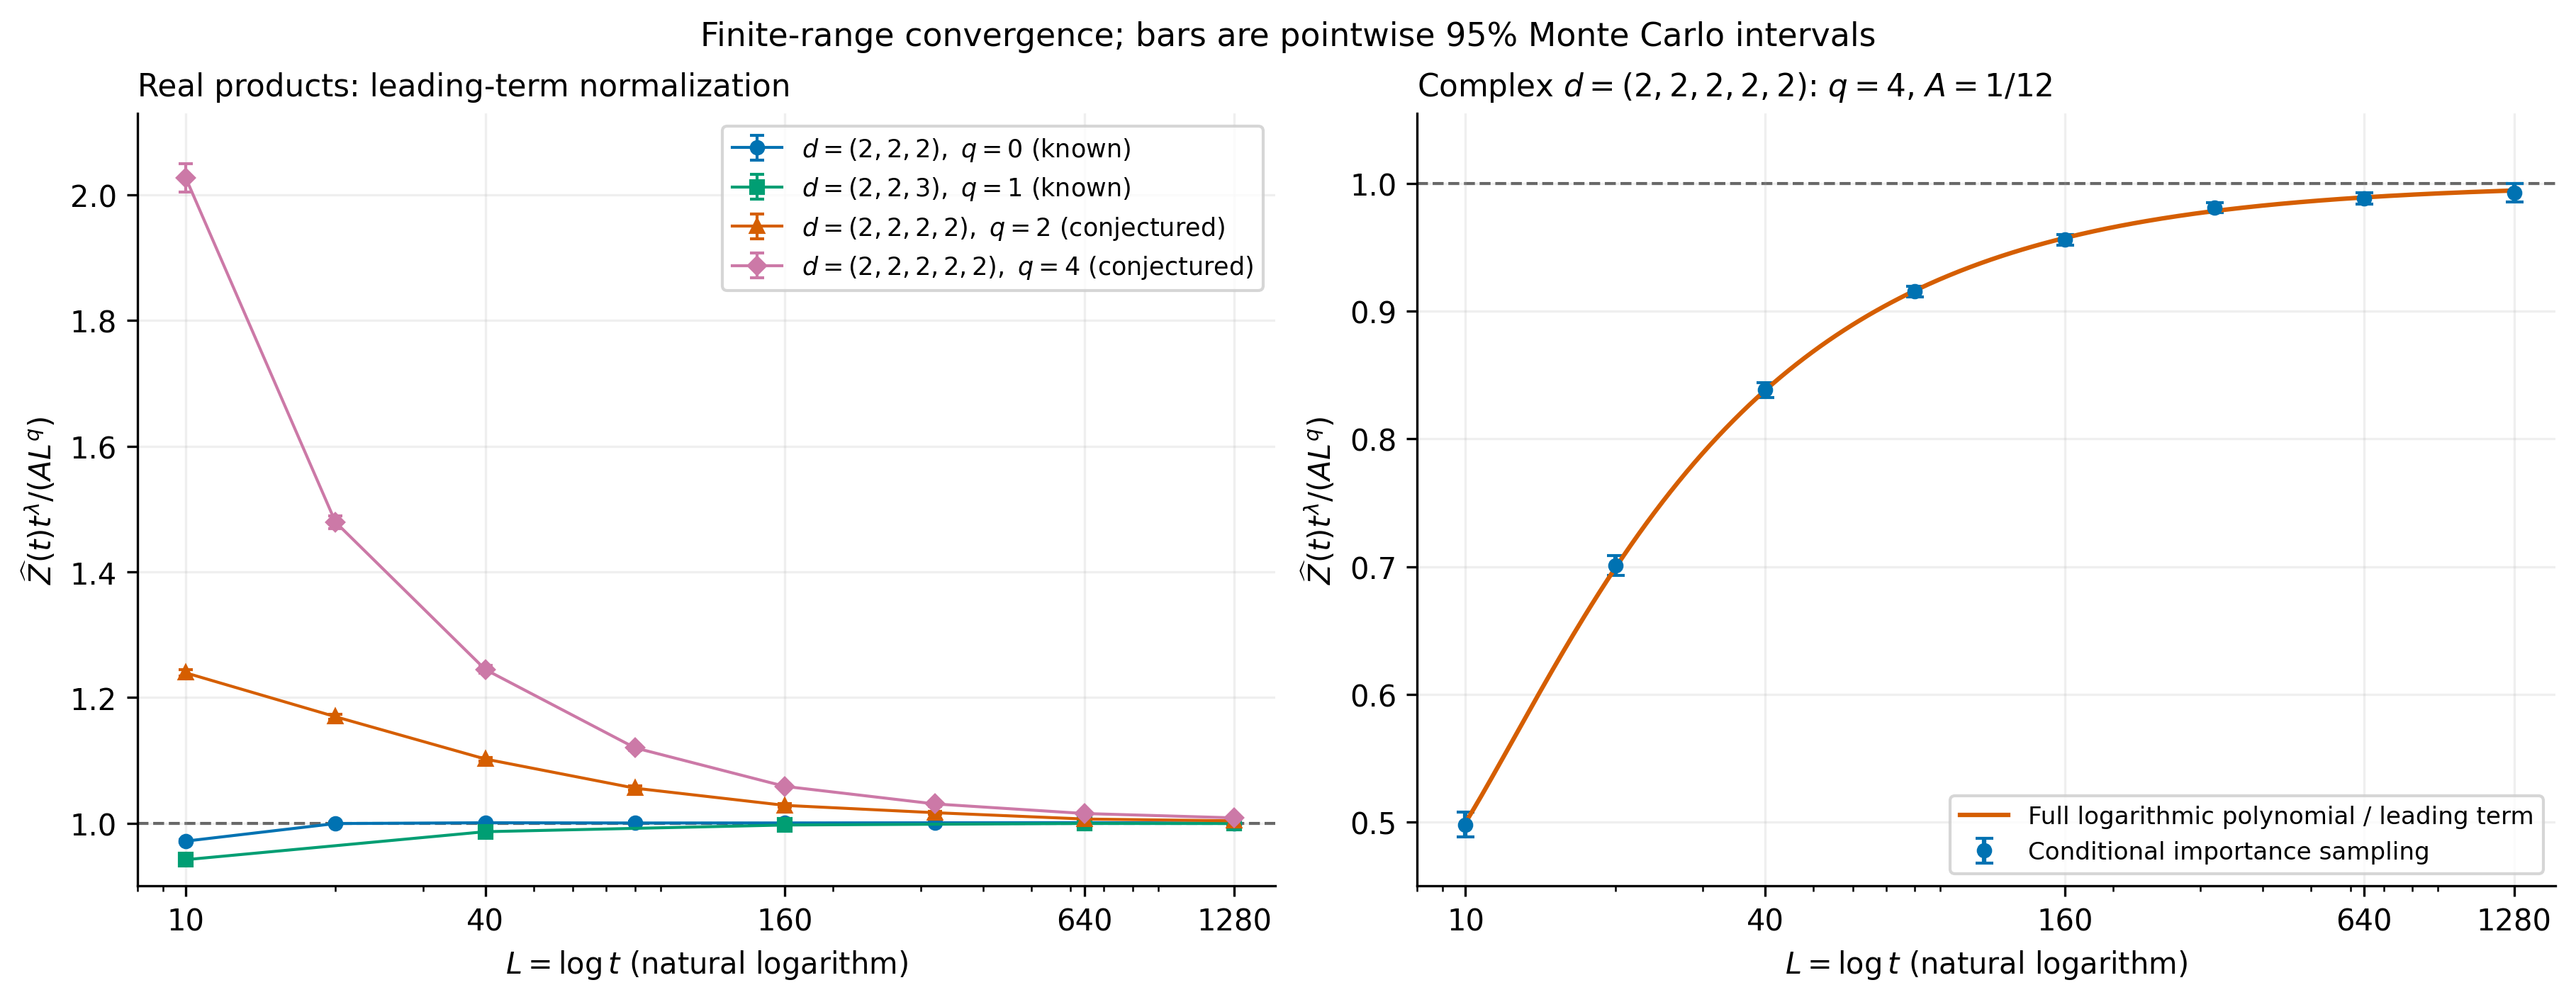 Finite-range convergence; bars are pointwise 95% Monte Carlo intervals
Real products: leading-term normalization
d = (2, 2, 2), q = 0 (known)
d = (2, 2, 3), q = 1 (known)
d = (2, 2, 2, 2), q = 2 (conjectured)
d = (2, 2, 2, 2, 2), q = 4 (conjectured)
2.0
1.8
1.6
1.4
1.2
1.0
Ẑ(t)t^λ/(AL^q)
10 40 160 640 1280
L = log t (natural logarithm)
Complex d = (2, 2, 2, 2, 2): q = 4, A = 1/12
1.0
0.9
0.8
0.7
0.6
0.5
Ẑ(t)t^λ/(AL^q)
Full logarithmic polynomial / leading term
Conditional importance sampling
10 40 160 640 1280
L = log t (natural logarithm)